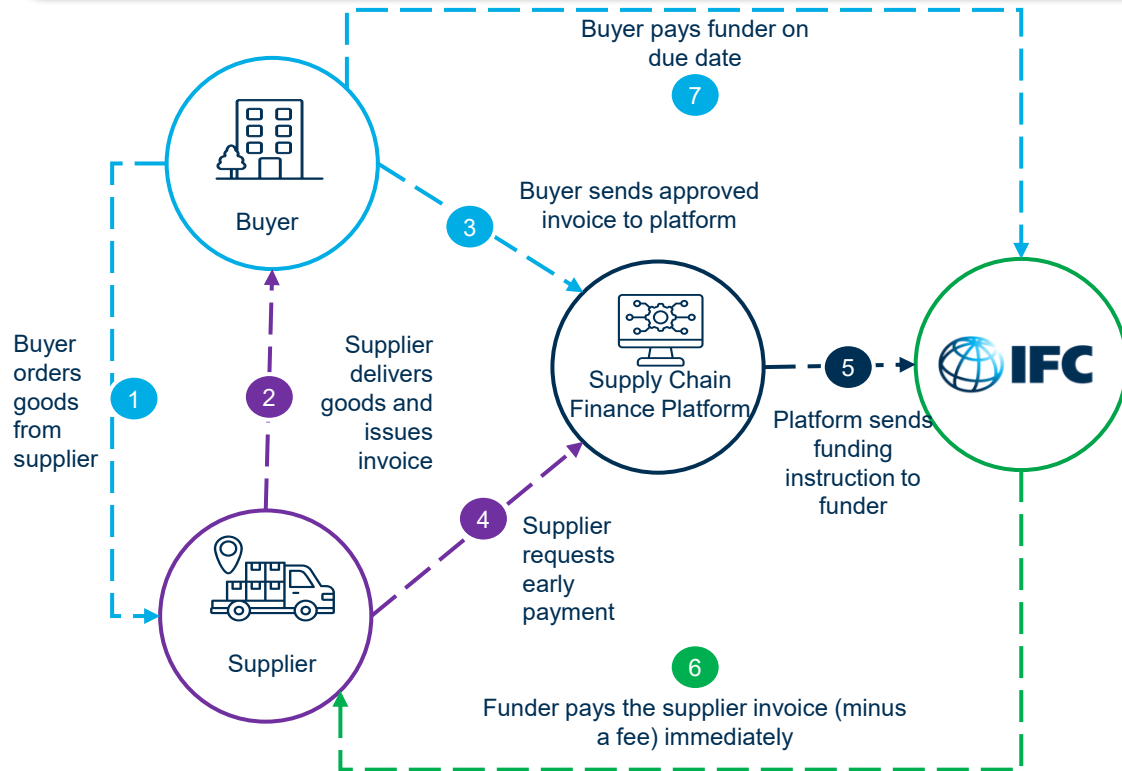 Buyer pays funder on
due date
7
Buyer
3
Buyer sends approved
invoice to platform
Buyer
orders
goods
from
supplier
1
2
Supplier
delivers
goods and
issues
invoice
Supply Chain
Finance Platform
5
IFC
Platform sends
funding
instruction to
funder
4
Supplier
requests
early
payment
Supplier
6
Funder pays the supplier invoice (minus
a fee) immediately